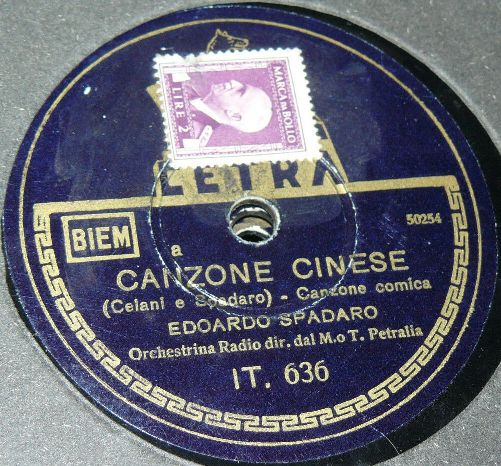 MARCA DA BOLLO
LIRE 2
CETRA
50254
BIEM
a
CANZONE CINESE
(Celani e Spadaro) - Canzone comica
EDOARDO SPADARO
Orchestrina Radio dir. dal M.o T. Petralia
IT. 636